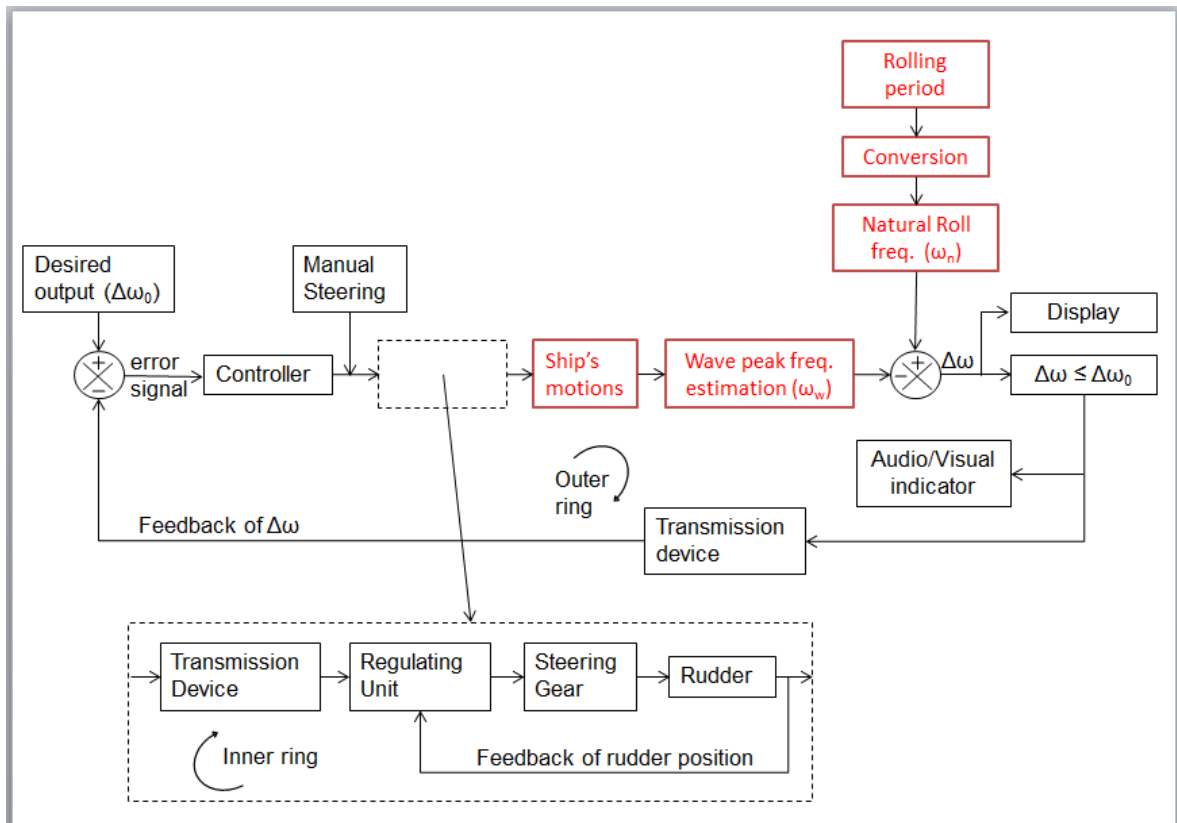 Rolling
period
Conversion
Natural Roll
freq. (ωn)
Desired
output (Δω0)
Manual
Steering
Display
+
−
error
signal
Controller
Ship's
motions
Wave peak freq.
estimation (ωw)
−
+
Δω
Δω ≤ Δω0
Audio/Visual
indicator
Outer
ring
Feedback of Δω
Transmission
device
Transmission
Device
Regulating
Unit
Steering
Gear
Rudder
Inner ring
Feedback of rudder position